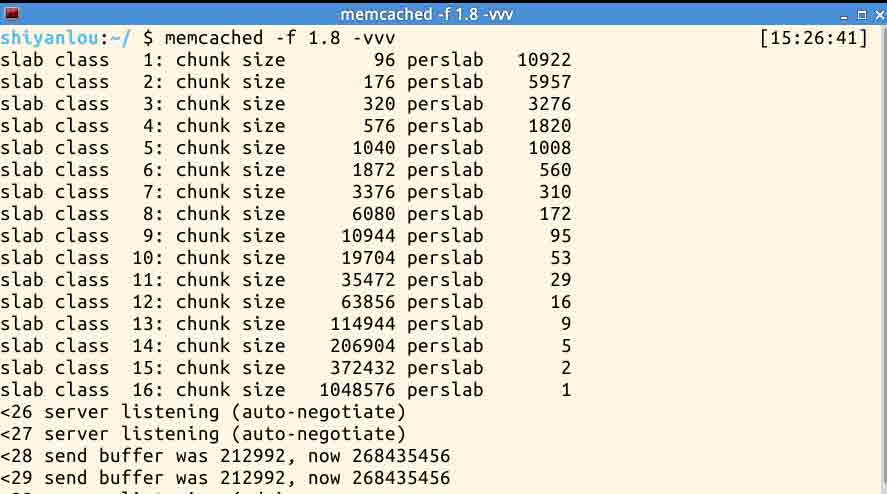 memcached -f 1.8 -vvv
shiyanlou:~/ $ memcached -f 1.8 -vvv [15:26:41]
slab class   1: chunk size        96 perslab   10922
slab class   2: chunk size       176 perslab    5957
slab class   3: chunk size       320 perslab    3276
slab class   4: chunk size       576 perslab    1820
slab class   5: chunk size      1040 perslab    1008
slab class   6: chunk size      1872 perslab     560
slab class   7: chunk size      3376 perslab     310
slab class   8: chunk size      6080 perslab     172
slab class   9: chunk size     10944 perslab      95
slab class  10: chunk size     19704 perslab      53
slab class  11: chunk size     35472 perslab      29
slab class  12: chunk size     63856 perslab      16
slab class  13: chunk size    114944 perslab       9
slab class  14: chunk size    206904 perslab       5
slab class  15: chunk size    372432 perslab       2
slab class  16: chunk size   1048576 perslab       1
<26 server listening (auto-negotiate)
<27 server listening (auto-negotiate)
<28 send buffer was 212992, now 268435456
<29 send buffer was 212992, now 268435456